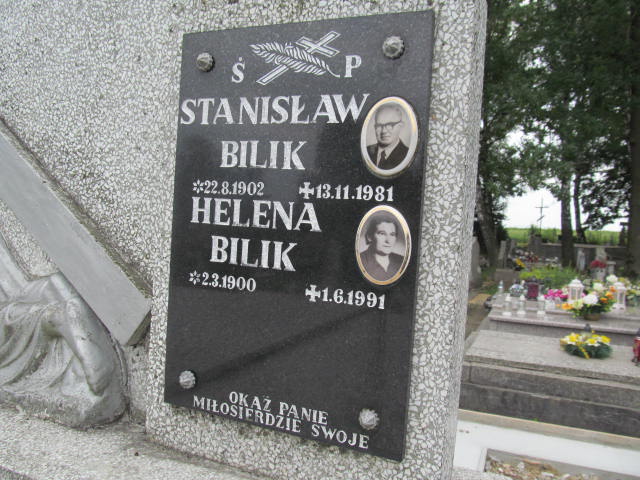 Ś P
STANISŁAW
BILIK
*22.8.1902 ✝13.11.1981
HELENA
BILIK
*2.3.1900 ✝1.6.1991
OKAŻ PANIE
MIŁOSIERDZIE SWOJE